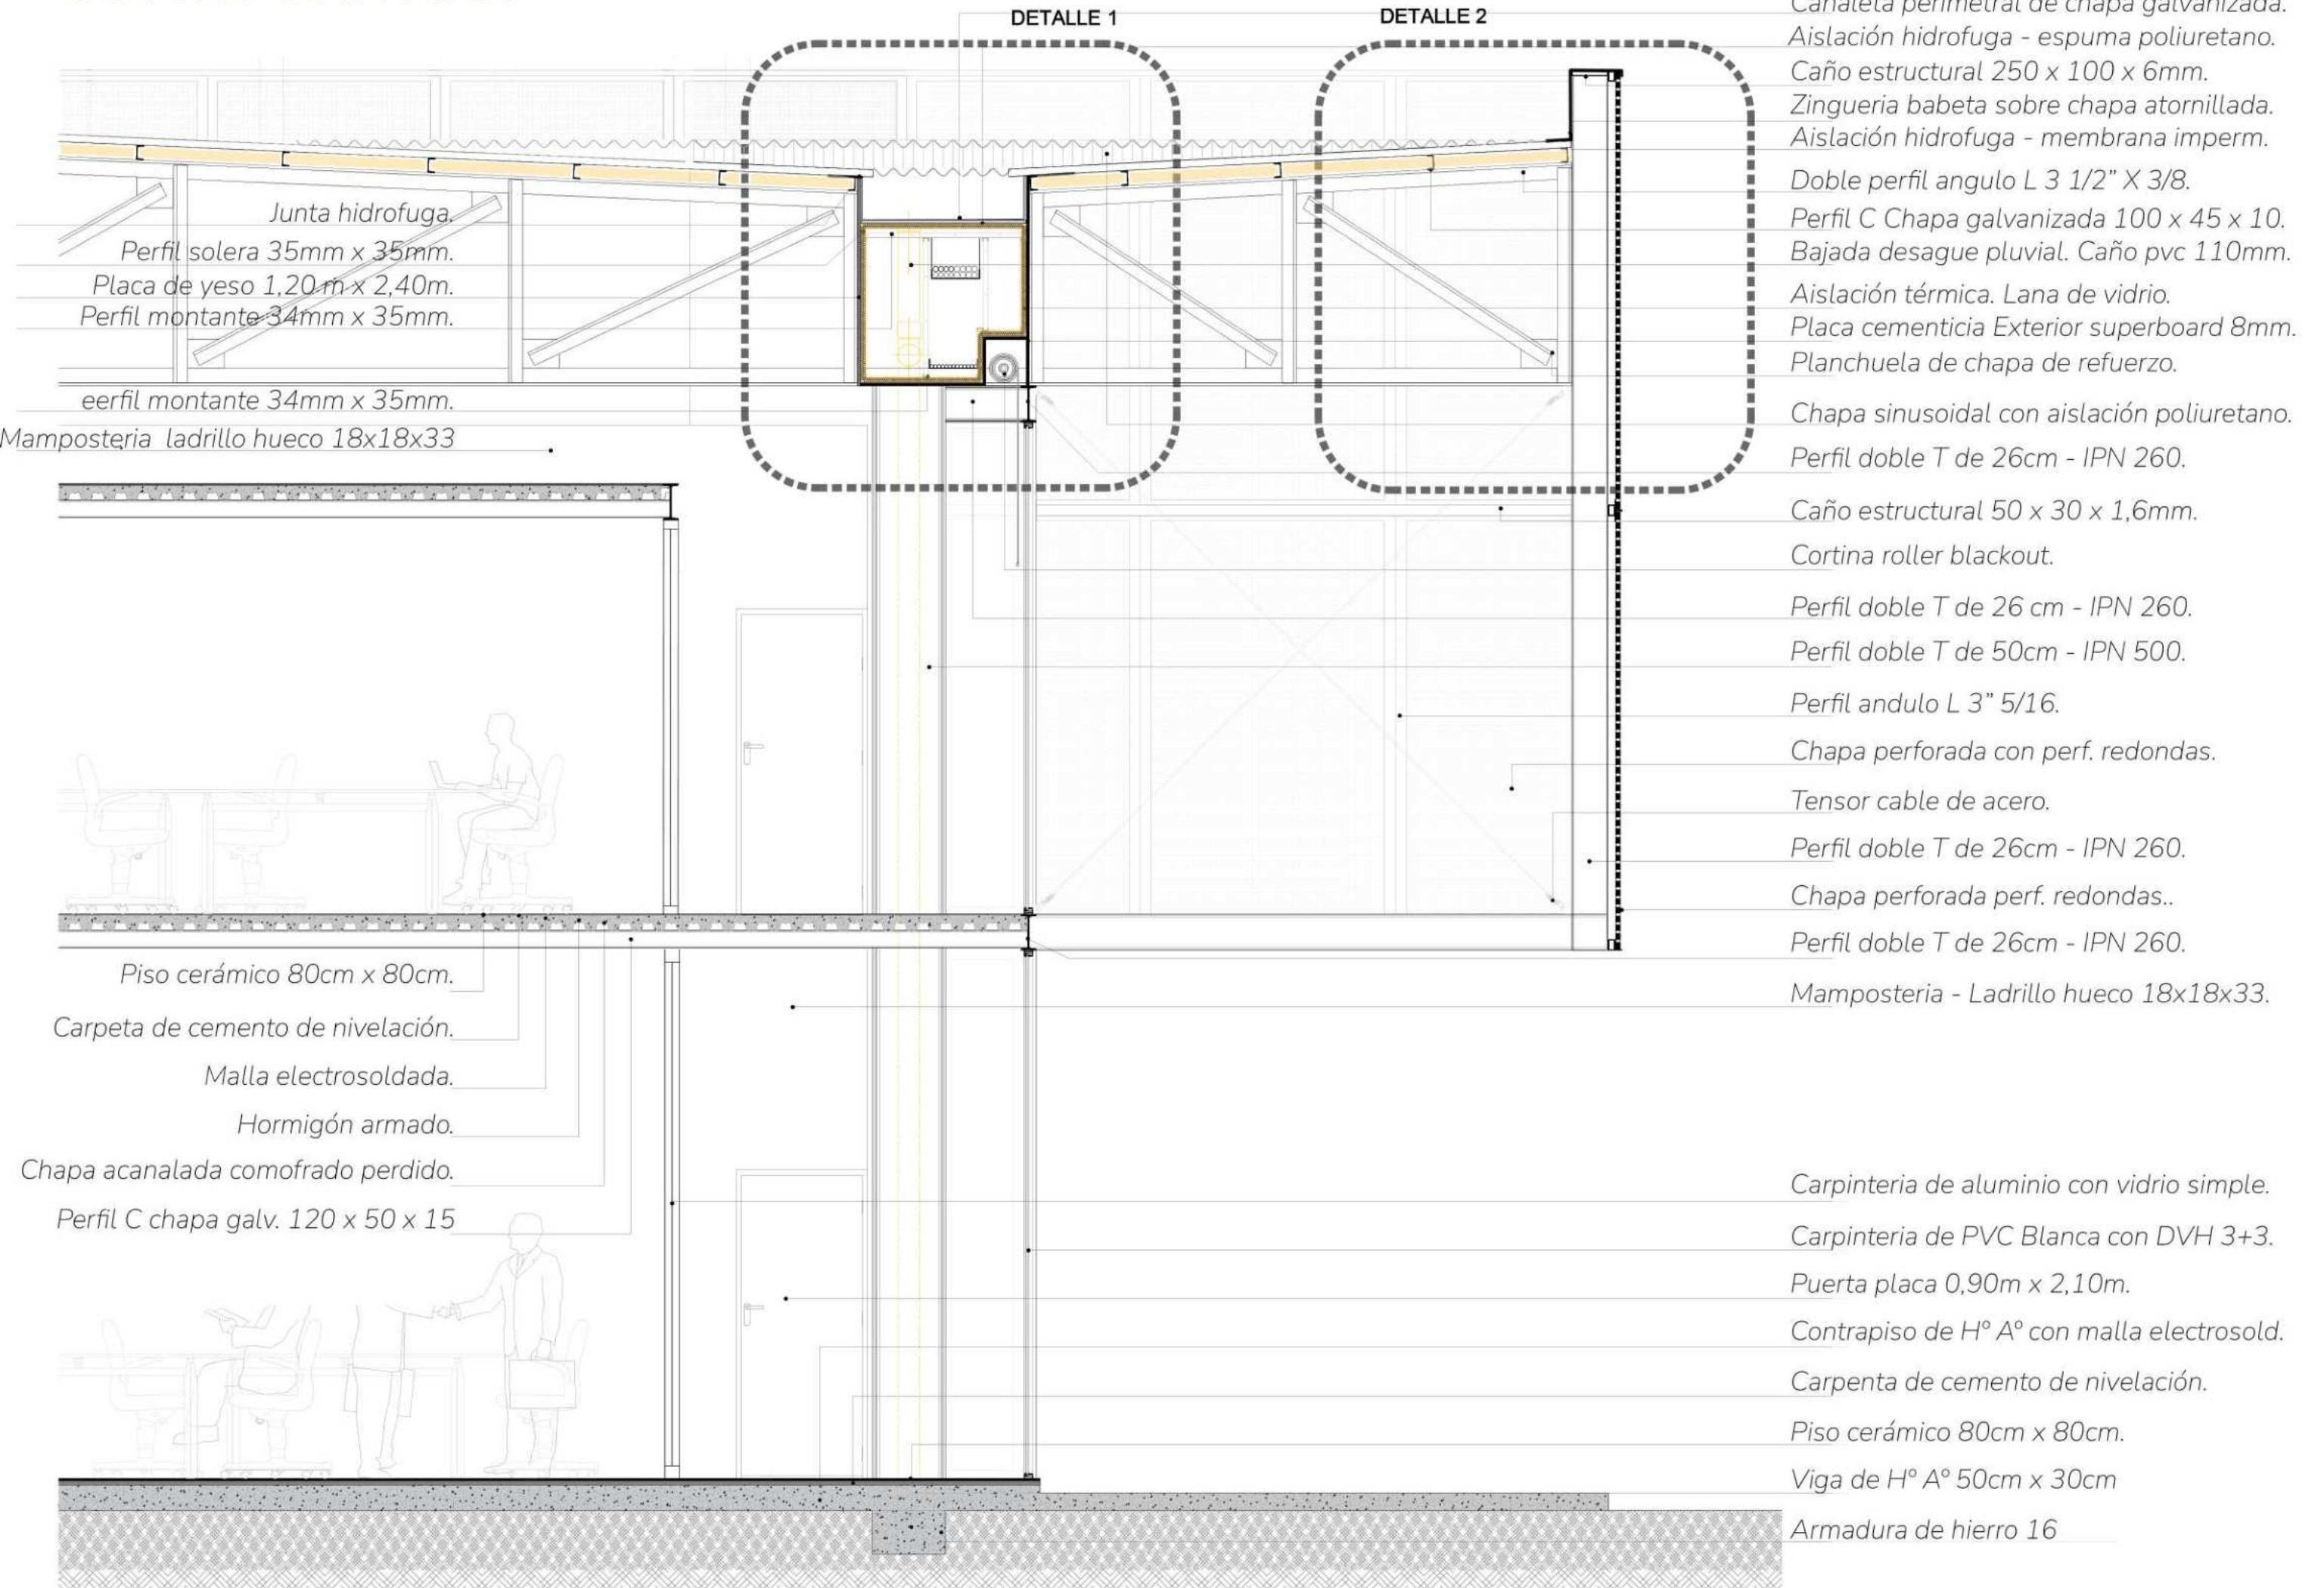 DETALLE 1
DETALLE 2
Canaleta perimetral de chapa galvanizada.
Aislación hidrofuga - espuma poliuretano.
Caño estructural 250 x 100 x 6mm.
Zingueria babeta sobre chapa atornillada.
Aislación hidrofuga - membrana imperm.
Doble perfil angulo L 3 1/2” X 3/8.
Perfil C Chapa galvanizada 100 x 45 x 10.
Bajada desague pluvial. Caño pvc 110mm.
Aislación térmica. Lana de vidrio.
Placa cementicia Exterior superboard 8mm.
Planchuela de chapa de refuerzo.
Chapa sinusoidal con aislación poliuretano.
Perfil doble T de 26cm - IPN 260.
Caño estructural 50 x 30 x 1,6mm.
Cortina roller blackout.
Perfil doble T de 26 cm - IPN 260.
Perfil doble T de 50cm - IPN 500.
Perfil andulo L 3” 5/16.
Chapa perforada con perf. redondas.
Tensor cable de acero.
Perfil doble T de 26cm - IPN 260.
Chapa perforada perf. redondas..
Perfil doble T de 26cm - IPN 260.
Mamposteria - Ladrillo hueco 18x18x33.
Carpinteria de aluminio con vidrio simple.
Carpinteria de PVC Blanca con DVH 3+3.
Puerta placa 0,90m x 2,10m.
Contrapiso de Hº Aº con malla electrosold.
Carpenta de cemento de nivelación.
Piso cerámico 80cm x 80cm.
Viga de Hº Aº 50cm x 30cm
Armadura de hierro 16
Junta hidrofuga.
Perfil solera 35mm x 35mm.
Placa de yeso 1,20 m x 2,40m.
Perfil montante 34mm x 35mm.
eerfil montante 34mm x 35mm.
Mamposteria ladrillo hueco 18x18x33
Piso cerámico 80cm x 80cm.
Carpeta de cemento de nivelación.
Malla electrosoldada.
Hormigón armado.
Chapa acanalada comofrado perdido.
Perfil C chapa galv. 120 x 50 x 15